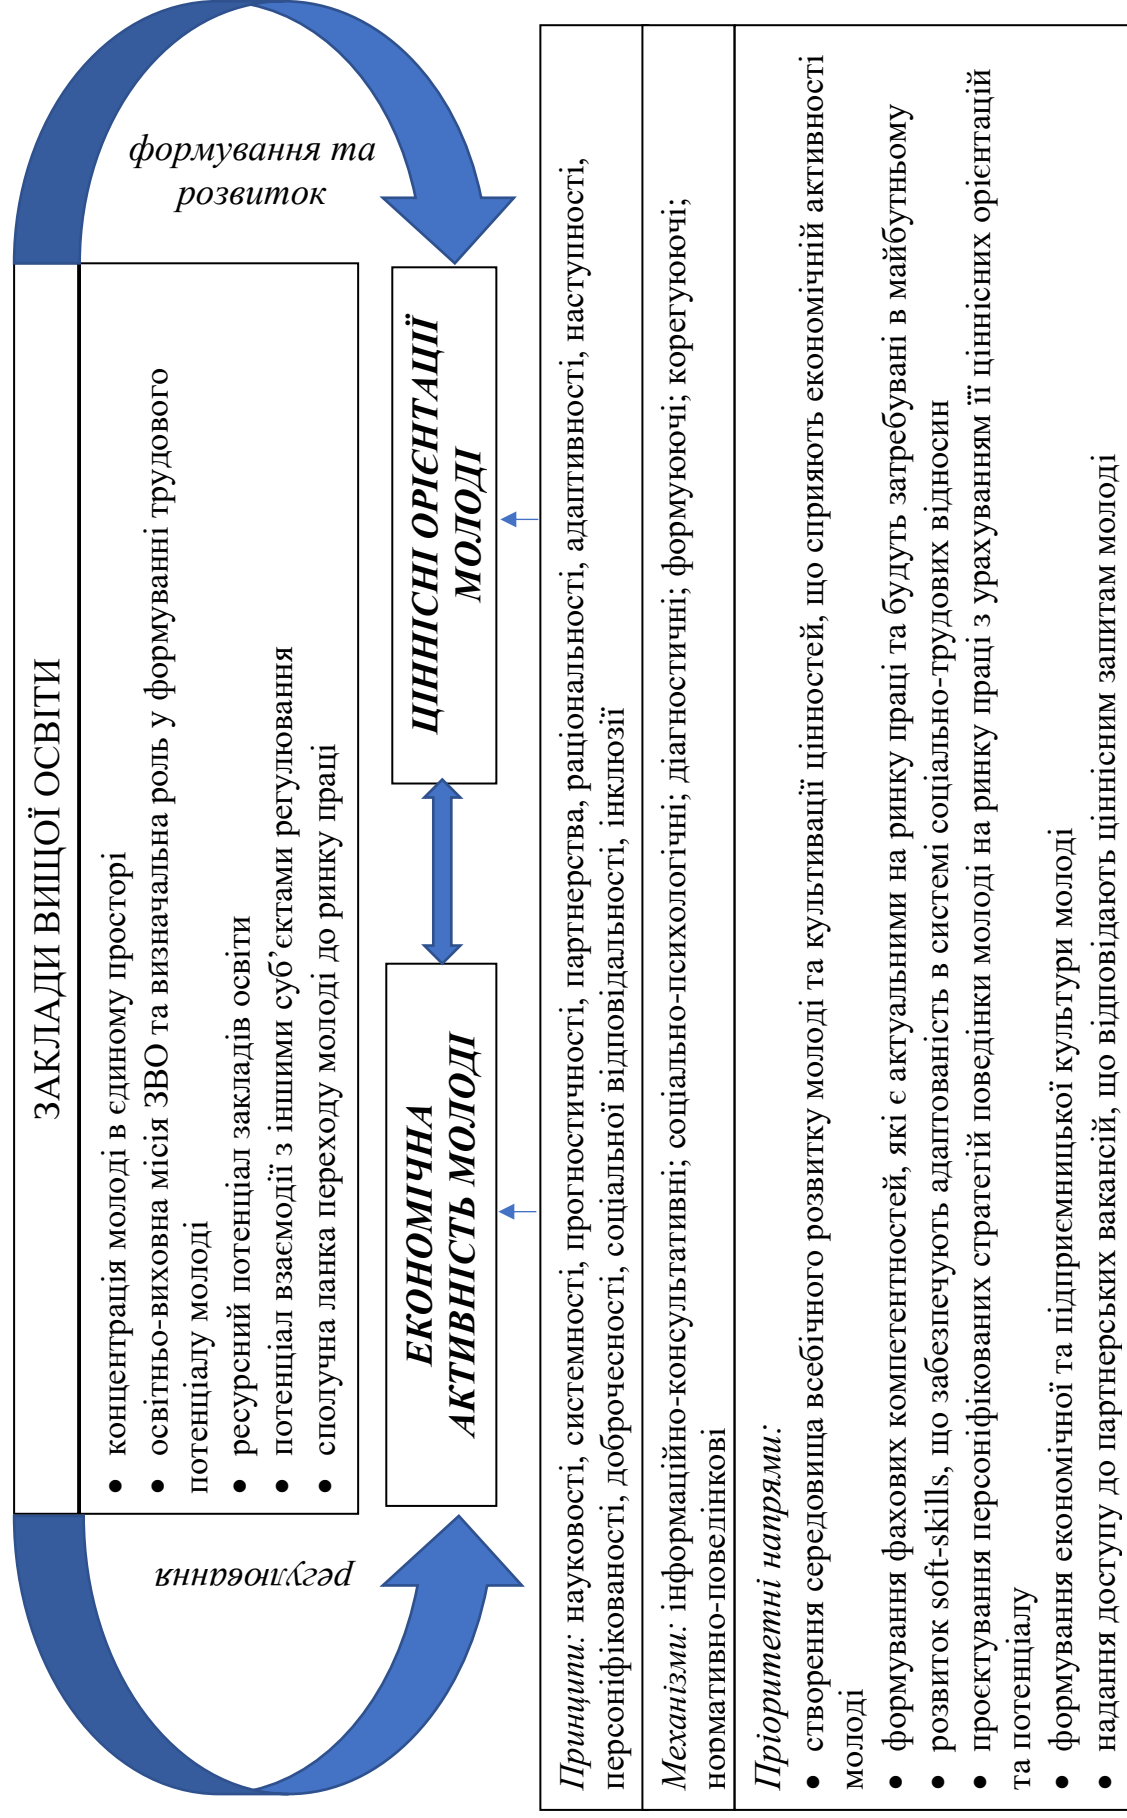 ЗАКЛАДИ ВИЩОЇ ОСВІТИ
• концентрація молоді в єдиному просторі
• освітньо-виховна місія ЗВО та визначальна роль у формуванні трудового
потенціалу молоді
• ресурсний потенціал закладів освіти
• потенціал взаємодії з іншими суб’єктами регулювання
• сполучна ланка переходу молоді до ринку праці
регулювання
формування та
розвиток
ЕКОНОМІЧНА
АКТИВНІСТЬ МОЛОДІ
ЦІННІСНІ ОРІЄНТАЦІЇ
МОЛОДІ
Принципи: науковості, системності, прогностичності, партнерства, раціональності, адаптивності, наступності,
персоніфікованості, доброчесності, соціальної відповідальності, інклюзії
Механізми: інформаційно-консультативні; соціально-психологічні; діагностичні; формуючі; корегуючі;
нормативно-поведінкові
Пріоритетні напрями:
• створення середовища всебічного розвитку молоді та культивації цінностей, що сприяють економічній активності
молоді
• формування фахових компетентностей, які є актуальними на ринку праці та будуть затребувані в майбутньому
• розвиток soft-skills, що забезпечують адаптованість в системі соціально-трудових відносин
• проєктування персоніфікованих стратегій поведінки молоді на ринку праці з урахуванням її ціннісних орієнтацій
та потенціалу
• формування економічної та підприємницької культури молоді
• надання доступу до партнерських вакансій, що відповідають ціннісним запитам молоді